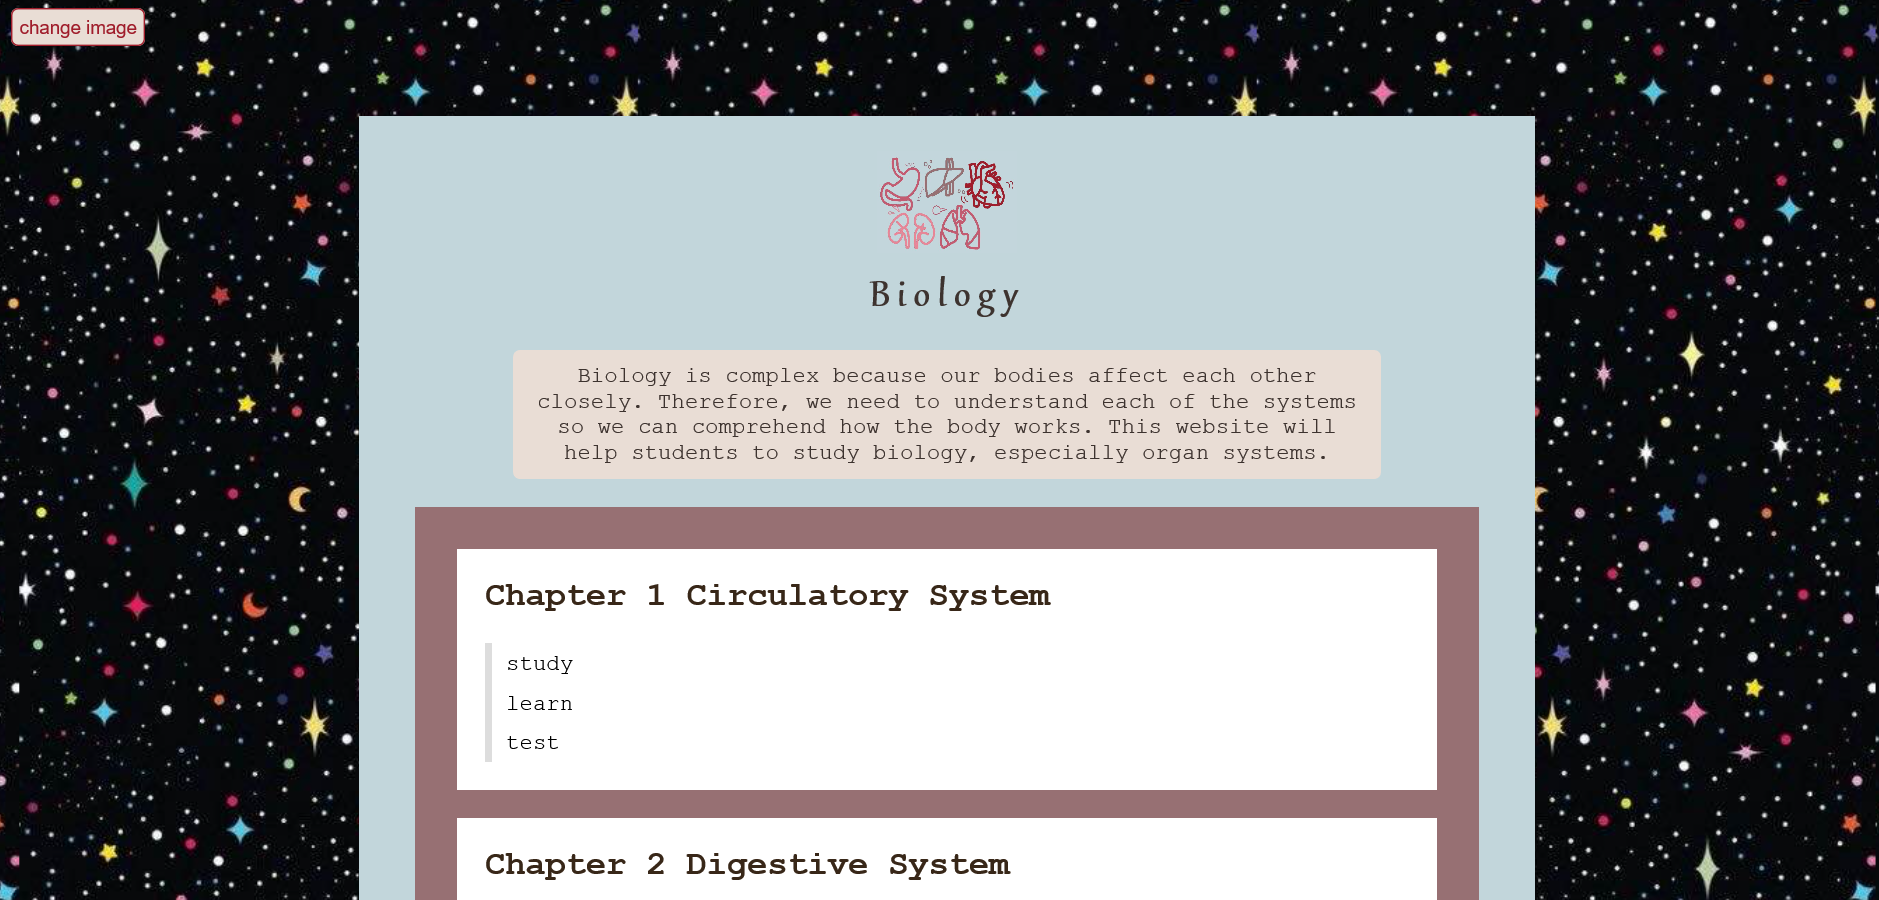 change image
Biology
Biology is complex because our bodies affect each other
closely. Therefore, we need to understand each of the systems
so we can comprehend how the body works. This website will
help students to study biology, especially organ systems.
Chapter 1 Circulatory System
study
learn
test
Chapter 2 Digestive System